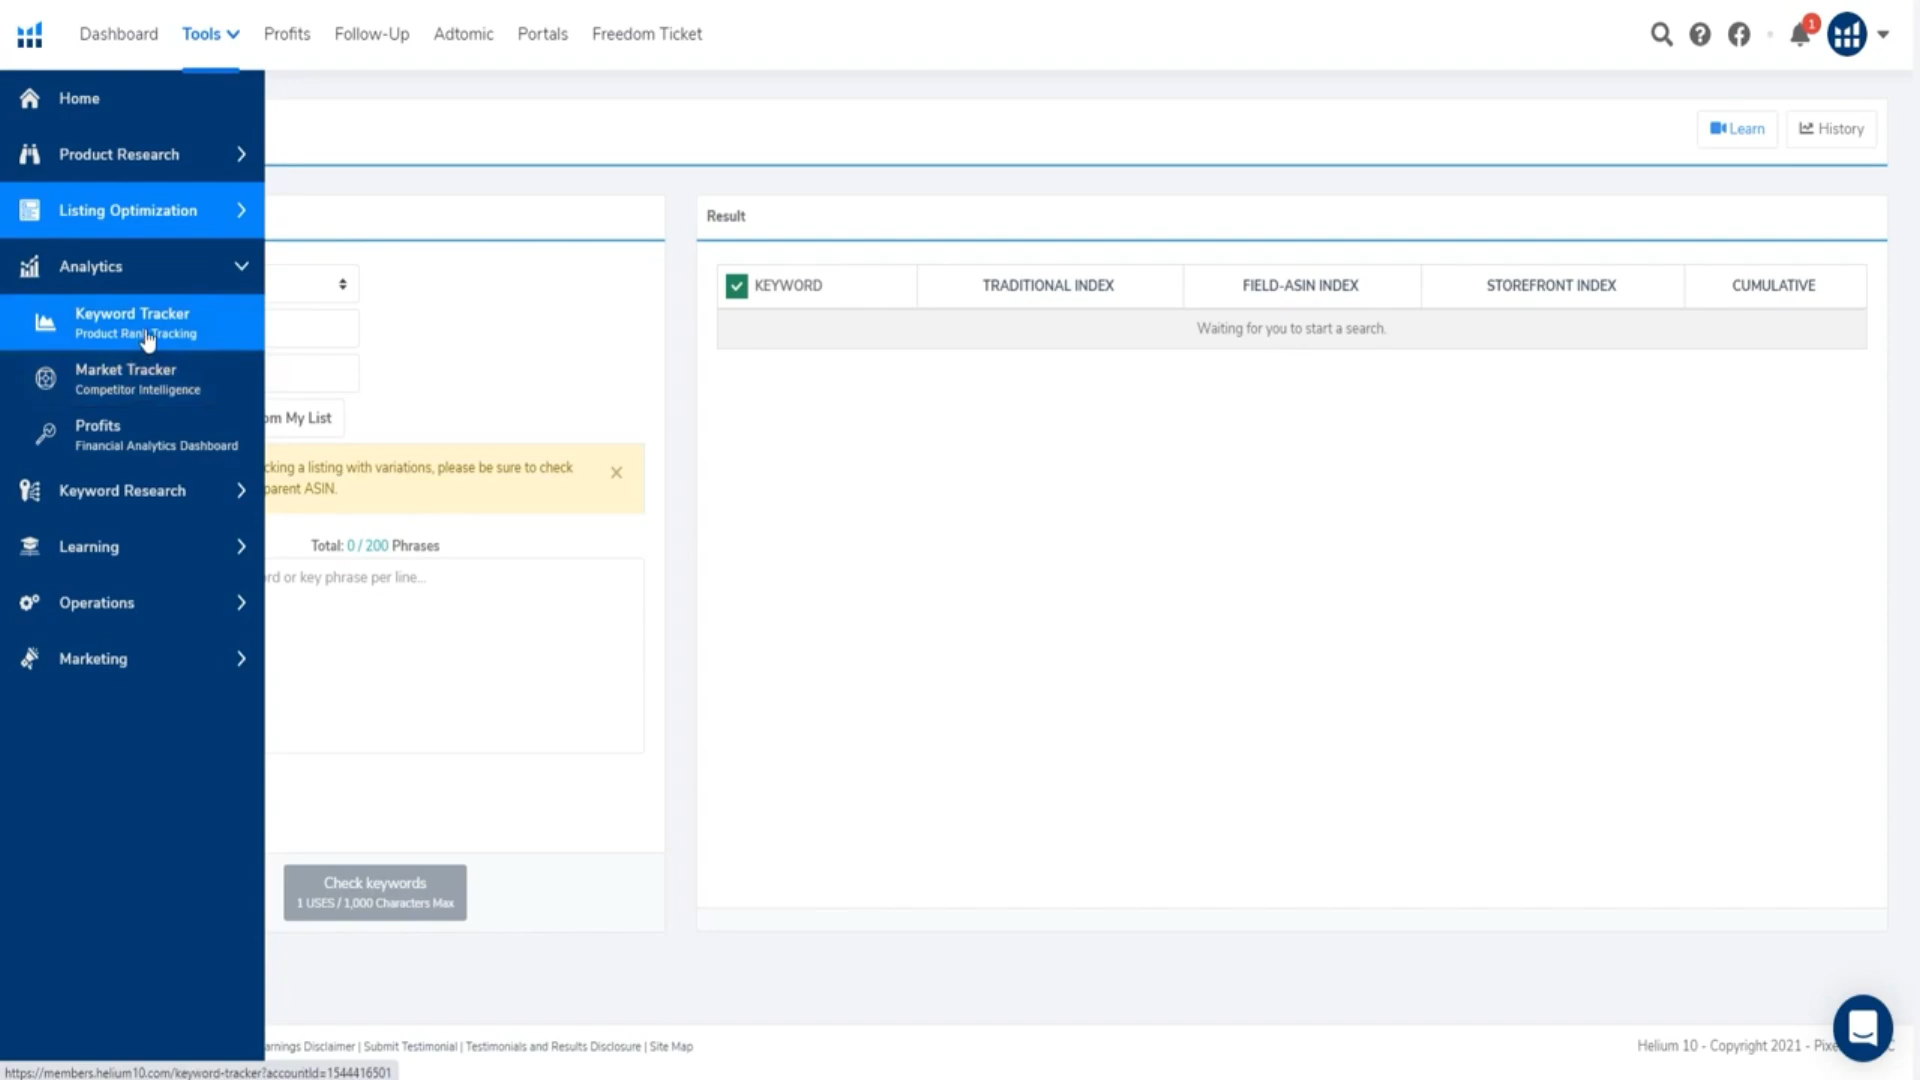 Dashboard
Tools
Profits
Follow-Up
Adtomic
Portals
Freedom Ticket
1
Home
Product Research
Listing Optimization
Analytics
Keyword Tracker
Product Rank Tracking
Market Tracker
Competitor Intelligence
Profits
Financial Analytics Dashboard
Keyword Research
Learning
Operations
Marketing
Learn
History
om My List
cking a listing with variations, please be sure to check
parent ASIN.
Total: 0 / 200 Phrases
rd or key phrase per line...
Check keywords
1 USES / 1,000 Characters Max
Result
KEYWORD
TRADITIONAL INDEX
FIELD-ASIN INDEX
STOREFRONT INDEX
CUMULATIVE
Waiting for you to start a search.
arnings Disclaimer | Submit Testimonial | Testimonials and Results Disclosure | Site Map
Helium 10 - Copyright 2021 - Pixe
https://members.helium10.com/keyword-tracker?accountId=1544416501